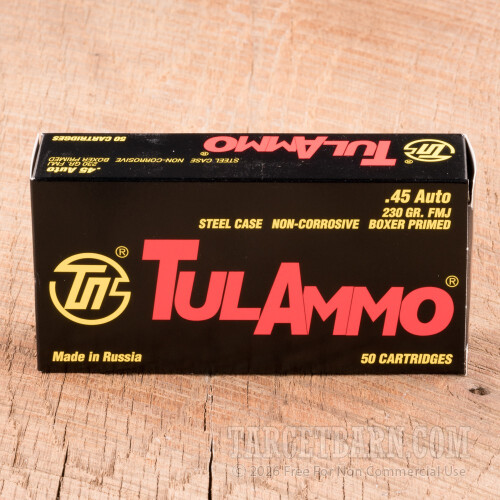 50 CARTRIDGES
230 GR. FMJ
BOXER PRIMED
.45 Auto
STEEL CASE NON-CORROSIVE
TULAMMO®
.45 Auto
230 GR. FMJ
STEEL CASE NON-CORROSIVE BOXER PRIMED
®
TULAMMO®
Made in Russia
50 CARTRIDGES
TARGETBARN.COM
Free For Non Commercial Use